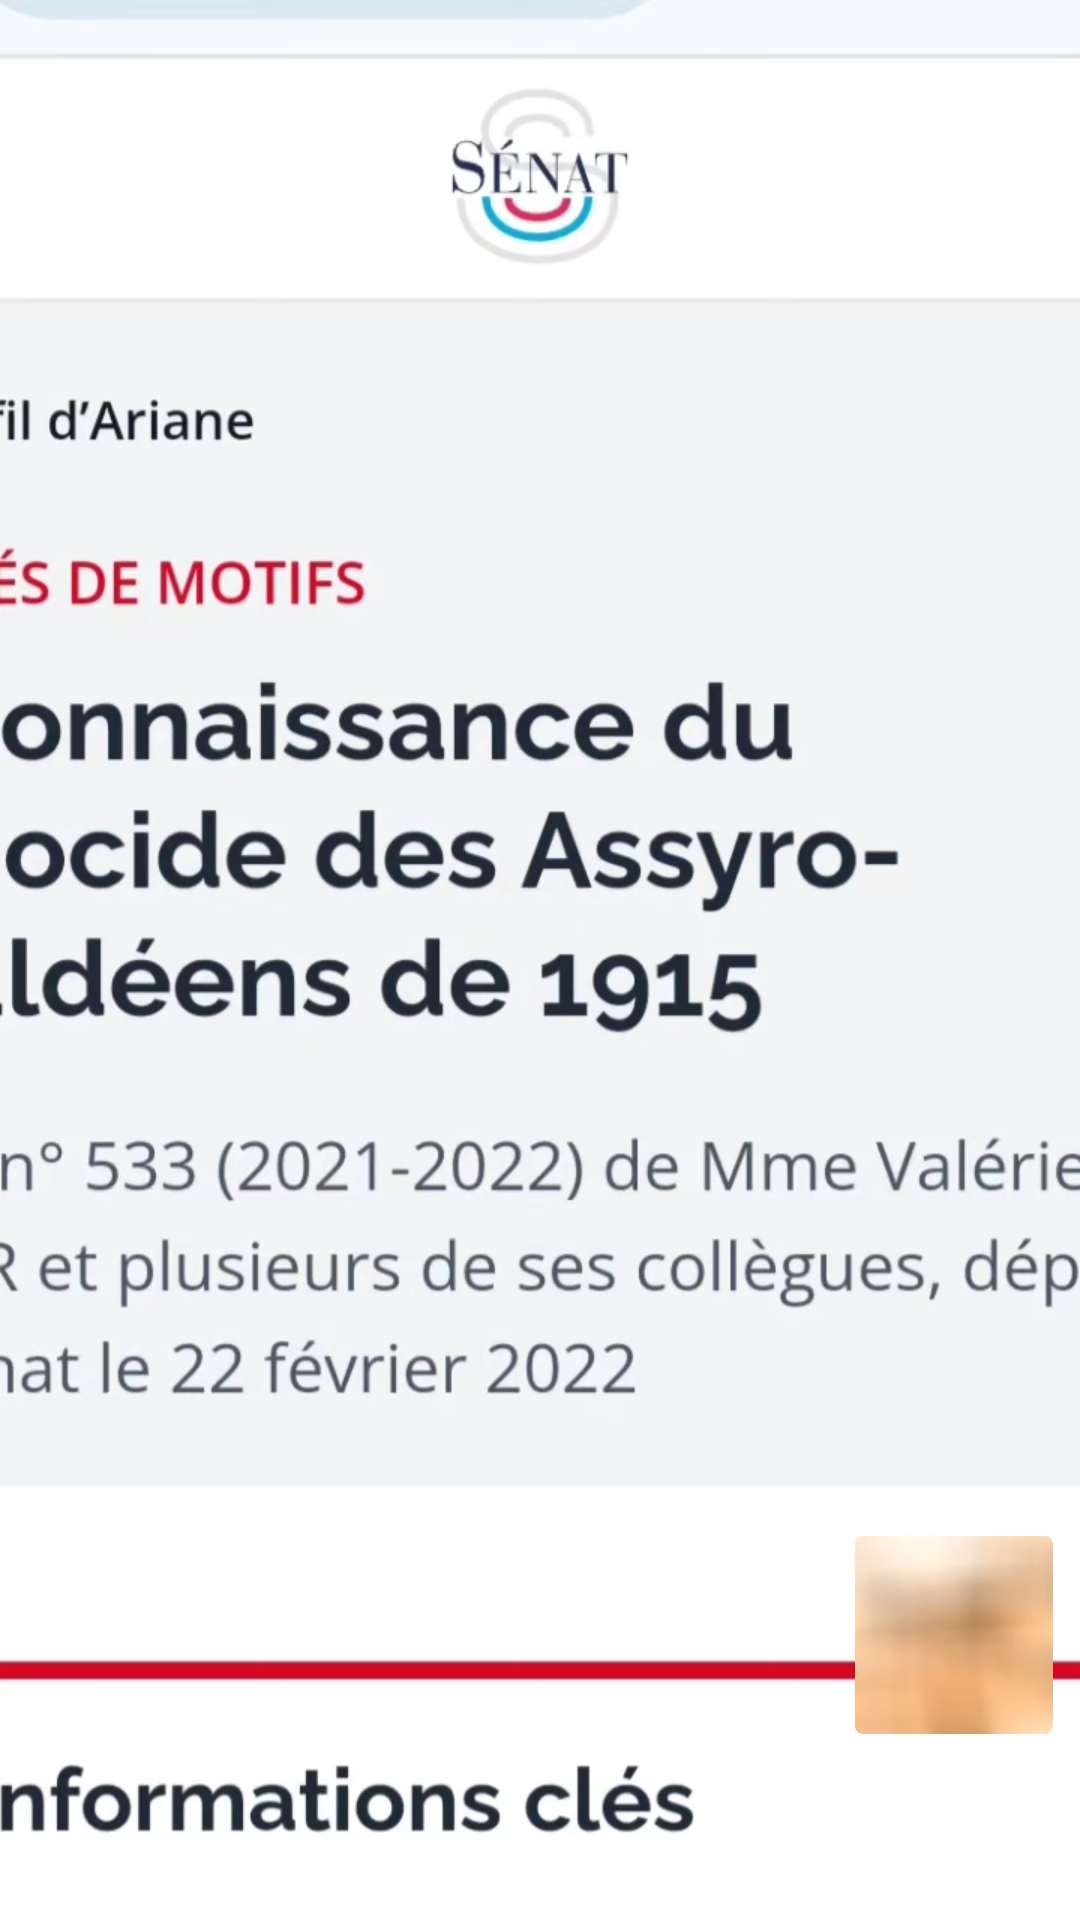 SÉNAT
fil d’Ariane
ÉS DE MOTIFS
onnaissance du
ocide des Assyro-
ldéens de 1915
n° 533 (2021-2022) de Mme Valérie
R et plusieurs de ses collègues, dép
nat le 22 février 2022
nformations clés